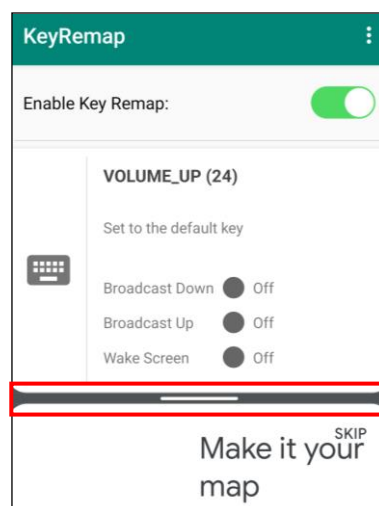 KeyRemap
Enable Key Remap:
VOLUME_UP (24)
Set to the default key
Broadcast Down Off
Broadcast Up Off
Wake Screen Off
SKIP
Make it your
map